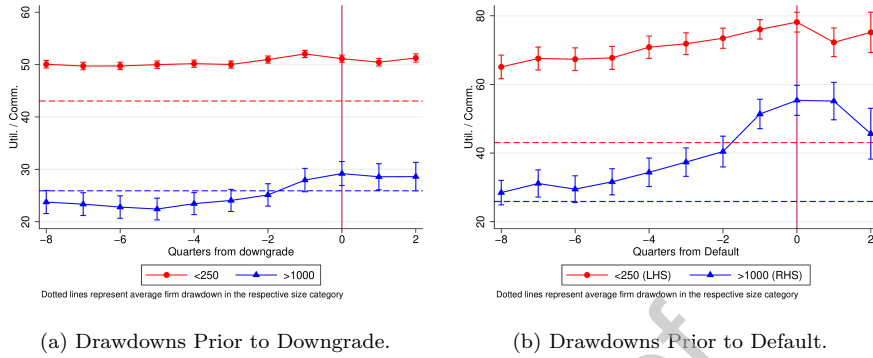 60
50
40
30
20
Util. / Comm.
-8
-6
-4
-2
0
2
Quarters from downgrade
<250
>1000
Dotted lines represent average firm drawdown in the respective size category
(a) Drawdowns Prior to Downgrade.
80
60
40
20
Util. / Comm.
-8
-6
-4
-2
0
2
Quarters from Default
<250 (LHS)
>1000 (RHS)
Dotted lines represent average firm drawdown in the respective size category
(b) Drawdowns Prior to Default.